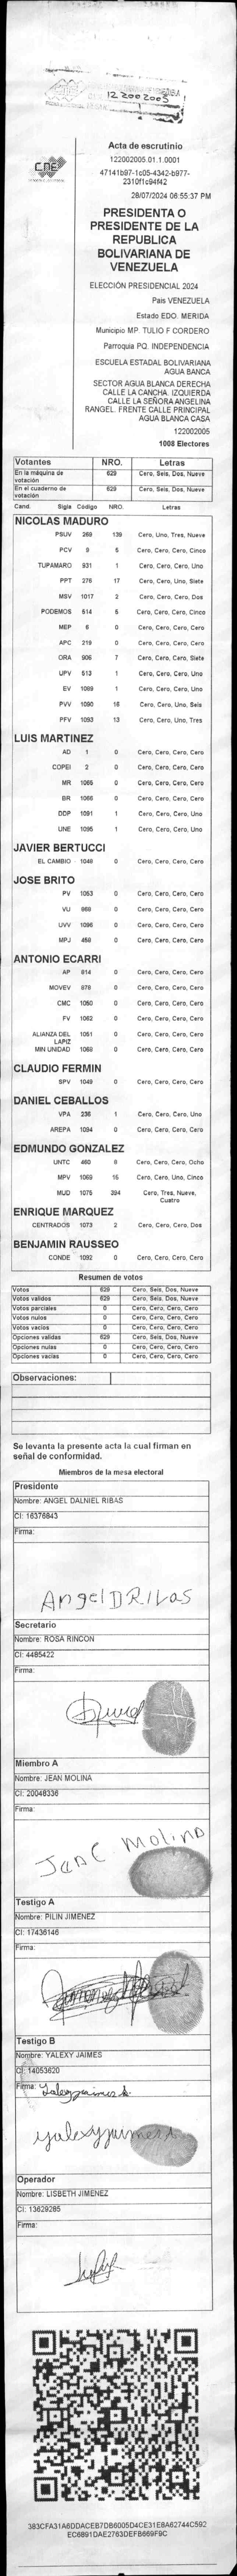 12 200 2005
CNE
Acta de escrutinio
122002005.01.1.0001
47141b97-1c05-4342-b977-
2310f1c94f42
28/07/2024 06:55:37 PM
PRESIDENTA O
PRESIDENTE DE LA
REPUBLICA
BOLIVARIANA DE
VENEZUELA
ELECCIÓN PRESIDENCIAL 2024
Pais VENEZUELA
Estado EDO. MERIDA
Municipio MP. TULIO F CORDERO
Parroquia PQ. INDEPENDENCIA
ESCUELA ESTADAL BOLIVARIANA
AGUA BANCA
SECTOR AGUA BLANCA DERECHA
CALLE LA CANCHA. IZQUIERDA
CALLE LA SEÑORA ANGELINA
RANGEL. FRENTE CALLE PRINCIPAL
AGUA BLANCA CASA
122002005
1008 Electores
Votantes NRO. Letras
En la máquina de votación 629 Cero, Seis, Dos, Nueve
En el cuaderno de votación 629 Cero, Seis, Dos, Nueve
Cand. Sigla Código NRO. Letras
NICOLAS MADURO
PSUV 269 139 Cero, Uno, Tres, Nueve
PCV 9 5 Cero, Cero, Cero, Cinco
TUPAMARO 931 1 Cero, Cero, Cero, Uno
PPT 276 17 Cero, Cero, Uno, Siete
MSV 1017 2 Cero, Cero, Cero, Dos
PODEMOS 514 5 Cero, Cero, Cero, Cinco
MEP 6 0 Cero, Cero, Cero, Cero
APC 219 0 Cero, Cero, Cero, Cero
ORA 906 7 Cero, Cero, Cero, Siete
UPV 513 1 Cero, Cero, Cero, Uno
EV 1089 1 Cero, Cero, Cero, Uno
PVV 1090 16 Cero, Cero, Uno, Seis
PFV 1093 13 Cero, Cero, Uno, Tres
LUIS MARTINEZ
AD 1 0 Cero, Cero, Cero, Cero
COPEI 2 0 Cero, Cero, Cero, Cero
MR 1065 0 Cero, Cero, Cero, Cero
BR 1066 0 Cero, Cero, Cero, Cero
DDP 1091 1 Cero, Cero, Cero, Uno
UNE 1095 1 Cero, Cero, Cero, Uno
JAVIER BERTUCCI
EL CAMBIO 1048 0 Cero, Cero, Cero, Cero
JOSE BRITO
PV 1053 0 Cero, Cero, Cero, Cero
VU 969 0 Cero, Cero, Cero, Cero
UVV 1096 0 Cero, Cero, Cero, Cero
MPJ 458 0 Cero, Cero, Cero, Cero
ANTONIO ECARRI
AP 914 0 Cero, Cero, Cero, Cero
MOVEV 878 0 Cero, Cero, Cero, Cero
CMC 1050 0 Cero, Cero, Cero, Cero
FV 1062 0 Cero, Cero, Cero, Cero
ALIANZA DEL LAPIZ 1051 0 Cero, Cero, Cero, Cero
MIN UNIDAD 1068 0 Cero, Cero, Cero, Cero
CLAUDIO FERMIN
SPV 1049 0 Cero, Cero, Cero, Cero
DANIEL CEBALLOS
VPA 236 1 Cero, Cero, Cero, Uno
AREPA 1094 0 Cero, Cero, Cero, Cero
EDMUNDO GONZALEZ
UNTC 460 8 Cero, Cero, Cero, Ocho
MPV 1069 15 Cero, Cero, Uno, Cinco
MUD 1075 394 Cero, Tres, Nueve, Cuatro
ENRIQUE MARQUEZ
CENTRADOS 1073 2 Cero, Cero, Cero, Dos
BENJAMIN RAUSSEO
CONDE 1092 0 Cero, Cero, Cero, Cero
Resumen de votos
Votos 629 Cero, Seis, Dos, Nueve
Votos validos 629 Cero, Seis, Dos, Nueve
Votos parciales 0 Cero, Cero, Cero, Cero
Votos nulos 0 Cero, Cero, Cero, Cero
Votos vacios 0 Cero, Cero, Cero, Cero
Opciones validas 629 Cero, Seis, Dos, Nueve
Opciones nulas 0 Cero, Cero, Cero, Cero
Opciones vacias 0 Cero, Cero, Cero, Cero
Observaciones:
Se levanta la presente acta la cual firman en
señal de conformidad.
Miembros de la mesa electoral
Presidente
Nombre: ANGEL DALNIEL RIBAS
CI: 16376843
Firma:
Angel D RIVAS
Secretario
Nombre: ROSA RINCON
CI: 4485422
Firma:
Miembro A
Nombre: JEAN MOLINA
CI: 20048336
Firma:
Jean C Molina
Testigo A
Nombre: PILIN JIMENEZ
CI: 17436146
Firma:
Testigo B
Nombre: YALEXY JAIMES
CI: 14053620
Firma: Yalexy jaimes
yalexy jaimes
Operador
Nombre: LISBETH JIMENEZ
CI: 13629285
Firma:
383CFA31A6DDACEB7DB6005D4CE31E8A62744C592
EC6891DAE2763DEFB669F9C